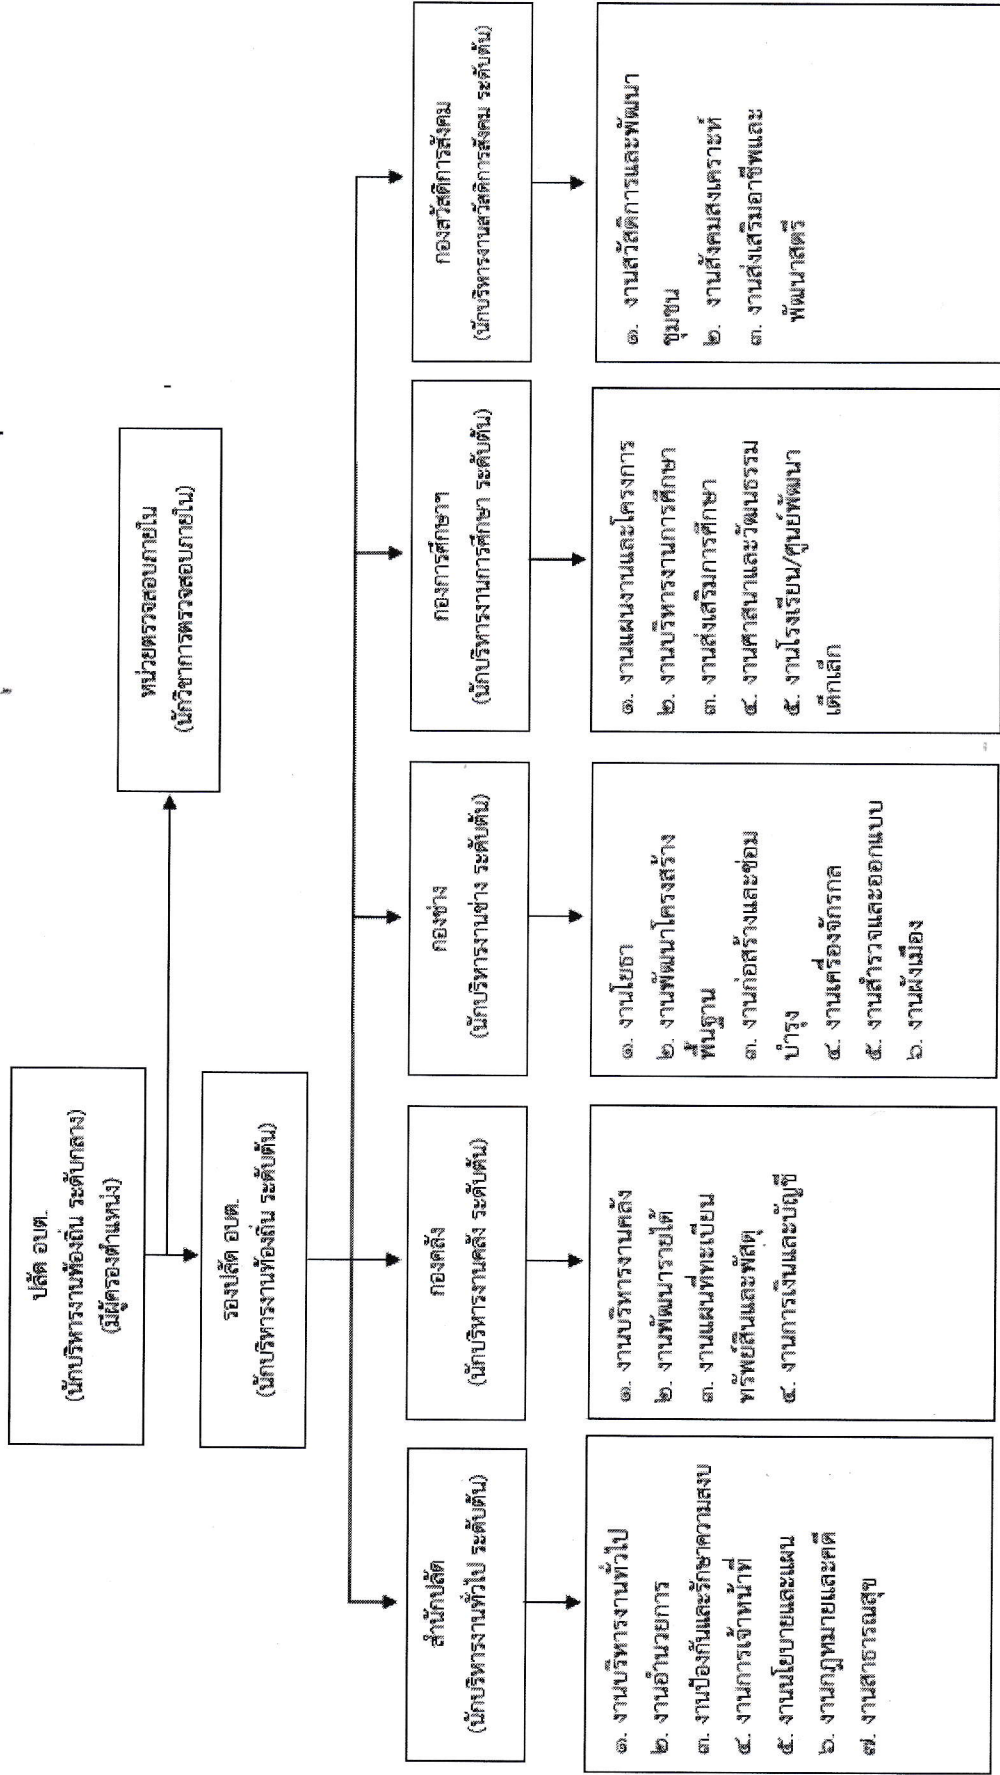 ปลัด อบต.
(นักบริหารงานท้องถิ่น ระดับกลาง)
(มีผู้ครองตำแหน่ง)
หน่วยตรวจสอบภายใน
(นักวิชาการตรวจสอบภายใน)
รองปลัด อบต.
(นักบริหารงานท้องถิ่น ระดับต้น)
สำนักปลัด
(นักบริหารงานทั่วไป ระดับต้น)
กองคลัง
(นักบริหารงานคลัง ระดับต้น)
กองช่าง
(นักบริหารงานช่าง ระดับต้น)
กองการศึกษาฯ
(นักบริหารงานการศึกษา ระดับต้น)
กองสวัสดิการสังคม
(นักบริหารงานสวัสดิการสังคม ระดับต้น)
๑. งานบริหารงานทั่วไป
๒. งานอำนวยการ
๓. งานป้องกันและรักษาความสงบ
๔. งานการเจ้าหน้าที่
๕. งานนโยบายและแผน
๖. งานกฎหมายและคดี
๗. งานสาธารณสุข
๑. งานบริหารงานคลัง
๒. งานพัฒนารายได้
๓. งานแผนที่ทะเบียน
ทรัพย์สินและพัสดุ
๔. งานการเงินและบัญชี
๑. งานโยธา
๒. งานพัฒนาโครงสร้าง
พื้นฐาน
๓. งานก่อสร้างและซ่อม
บำรุง
๔. งานเครื่องจักรกล
๕. งานสำรวจและออกแบบ
๖. งานผังเมือง
๑. งานแผนงานและโครงการ
๒. งานบริหารงานการศึกษา
๓. งานส่งเสริมการศึกษา
๔. งานศาสนาและวัฒนธรรม
๕. งานโรงเรียน/ศูนย์พัฒนา
เด็กเล็ก
๑. งานสวัสดิการและพัฒนา
ชุมชน
๒. งานสังคมสงเคราะห์
๓. งานส่งเสริมอาชีพและ
พัฒนาสตรี